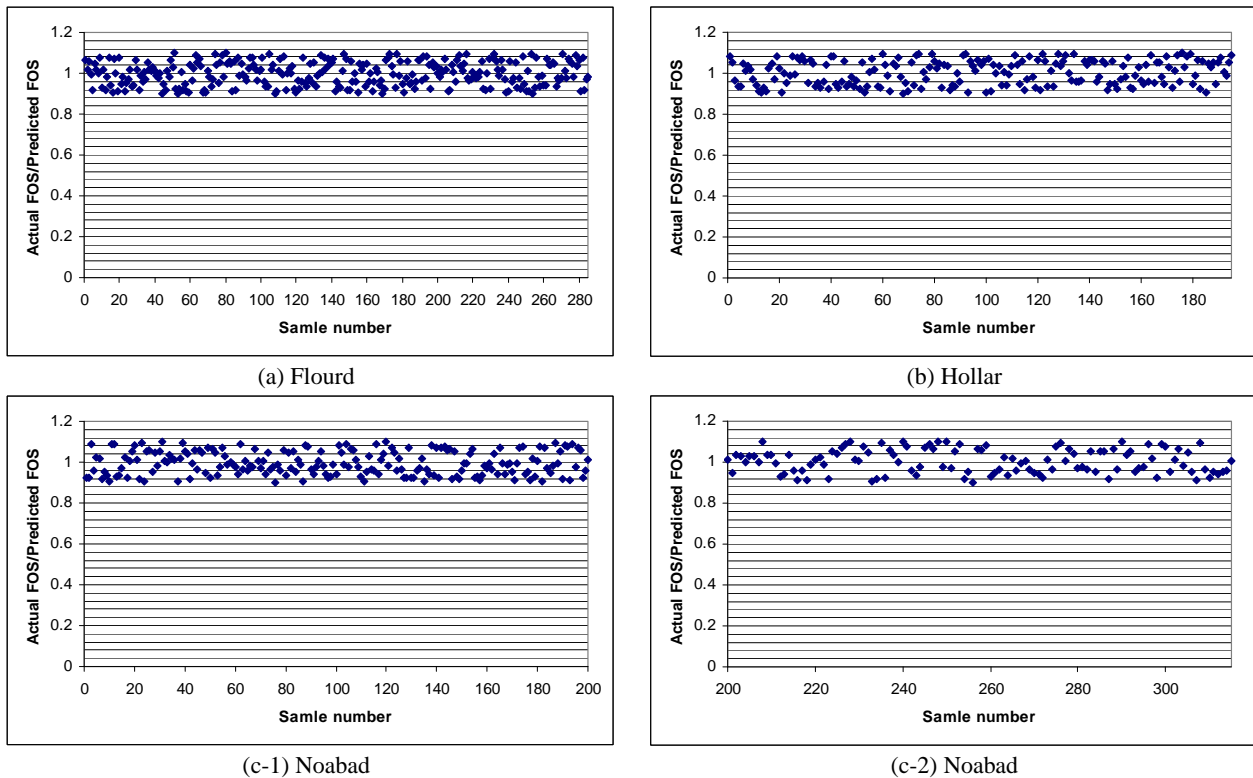 1.2
1
0.8
0.6
0.4
0.2
0
Actual FOS/Predicted FOS
0 20 40 60 80 100 120 140 160 180 200 220 240 260 280
Samle number
(a) Flourd
1.2
1
0.8
0.6
0.4
0.2
0
Actual FOS/Predicted FOS
0 20 40 60 80 100 120 140 160 180
Samle number
(b) Hollar
1.2
1
0.8
0.6
0.4
0.2
0
Actual FOS/Predicted FOS
0 20 40 60 80 100 120 140 160 180 200
Samle number
(c-1) Noabad
1.2
1
0.8
0.6
0.4
0.2
0
Actual FOS/Predicted FOS
200 220 240 260 280 300
Samle number
(c-2) Noabad